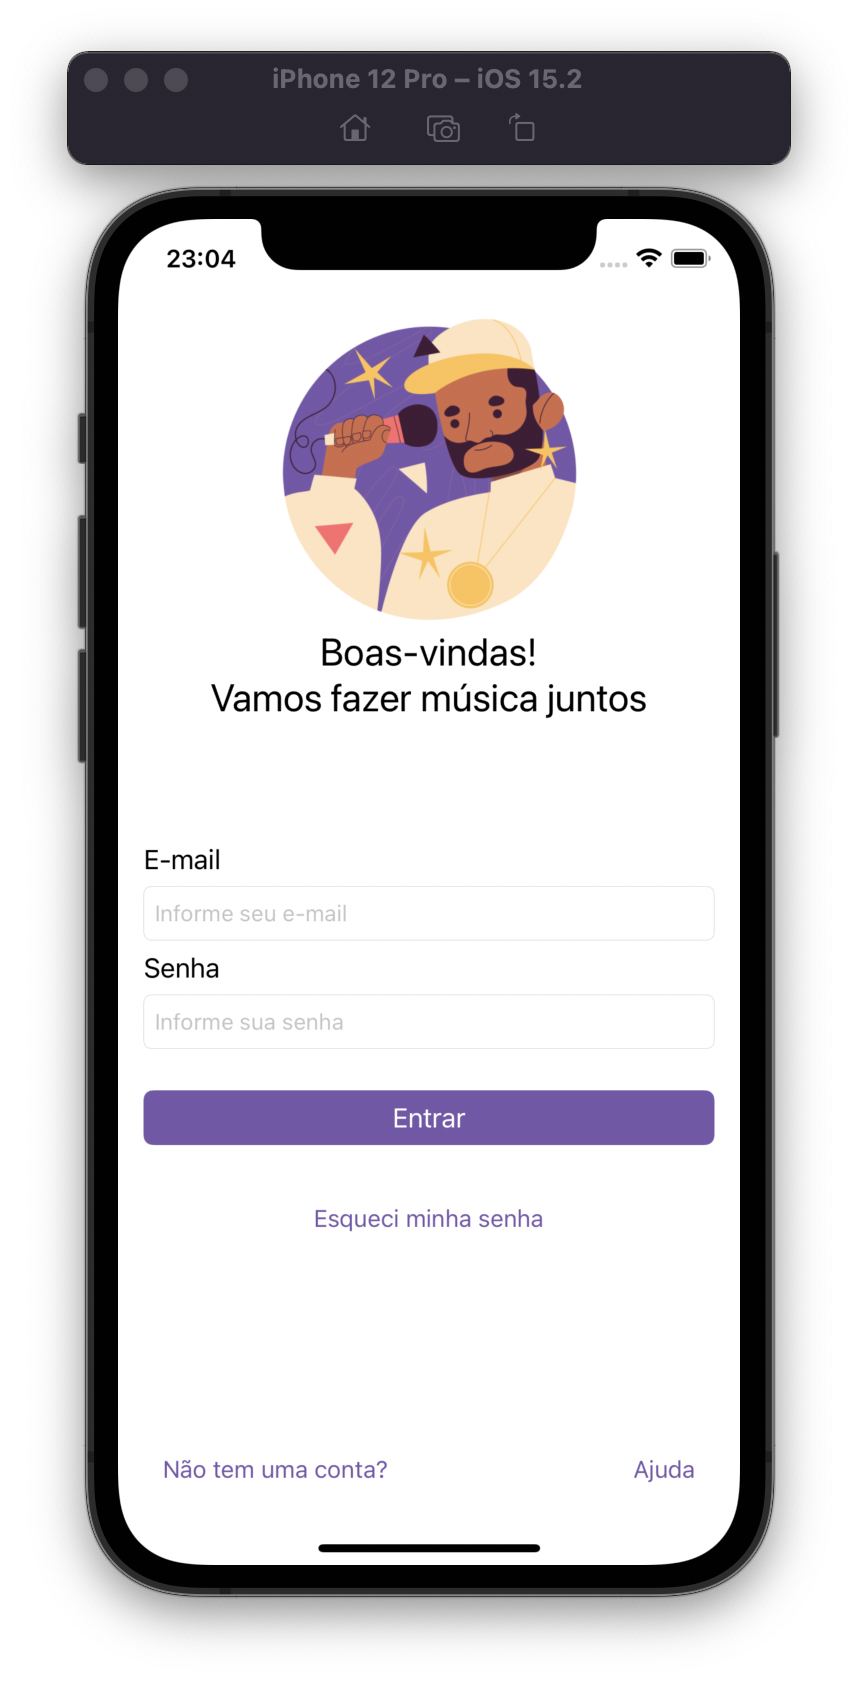 iPhone 12 Pro – iOS 15.2
23:04
Boas-vindas!
Vamos fazer música juntos
E-mail
Informe seu e-mail
Senha
Informe sua senha
Entrar
Esqueci minha senha
Não tem uma conta?
Ajuda